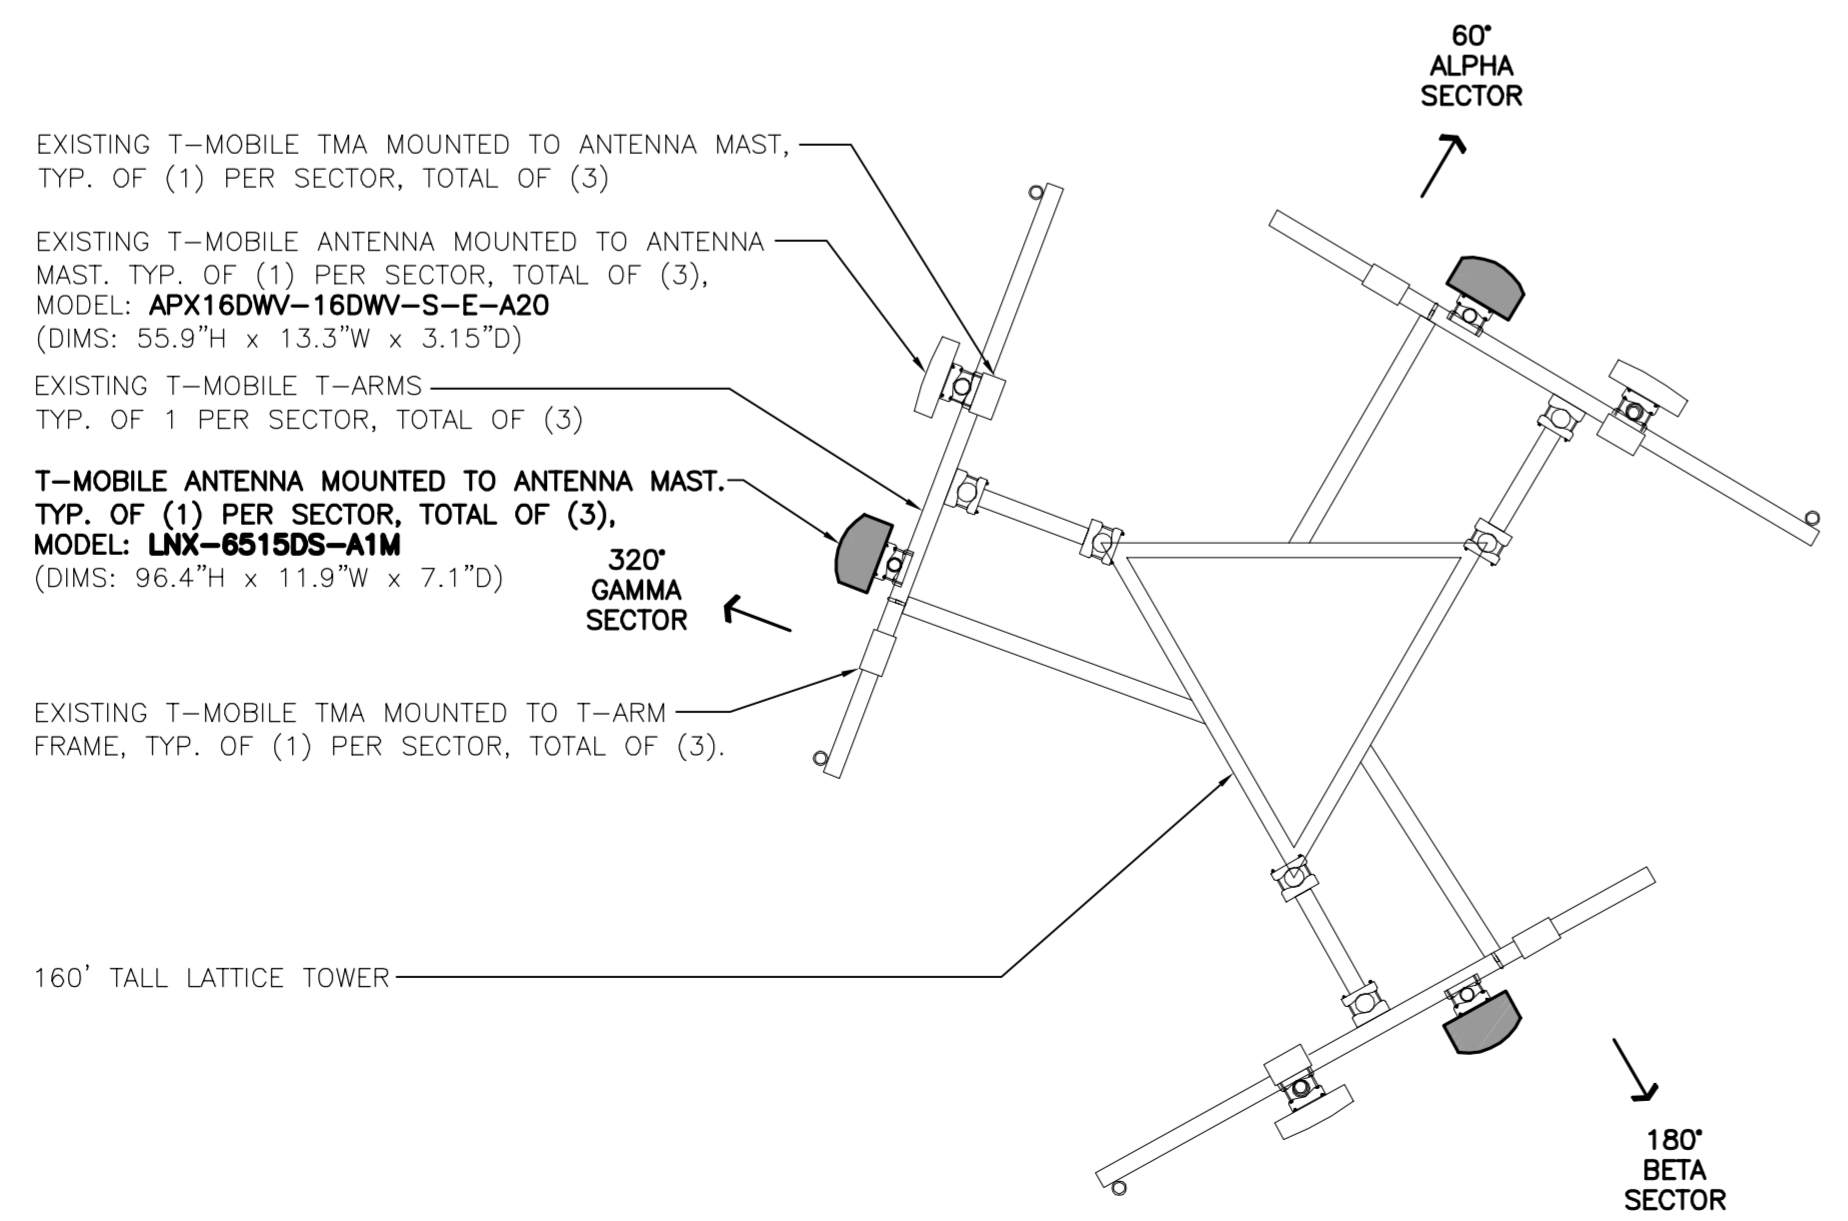 60°
ALPHA
SECTOR
EXISTING T-MOBILE TMA MOUNTED TO ANTENNA MAST,
TYP. OF (1) PER SECTOR, TOTAL OF (3)
EXISTING T-MOBILE ANTENNA MOUNTED TO ANTENNA
MAST. TYP. OF (1) PER SECTOR, TOTAL OF (3),
MODEL: APX16DWV-16DWV-S-E-A20
(DIMS: 55.9"H x 13.3"W x 3.15"D)
EXISTING T-MOBILE T-ARMS
TYP. OF 1 PER SECTOR, TOTAL OF (3)
T-MOBILE ANTENNA MOUNTED TO ANTENNA MAST.
TYP. OF (1) PER SECTOR, TOTAL OF (3),
MODEL: LNX-6515DS-A1M
(DIMS: 96.4"H x 11.9"W x 7.1"D)
320°
GAMMA
SECTOR
EXISTING T-MOBILE TMA MOUNTED TO T-ARM
FRAME, TYP. OF (1) PER SECTOR, TOTAL OF (3).
160' TALL LATTICE TOWER
180°
BETA
SECTOR